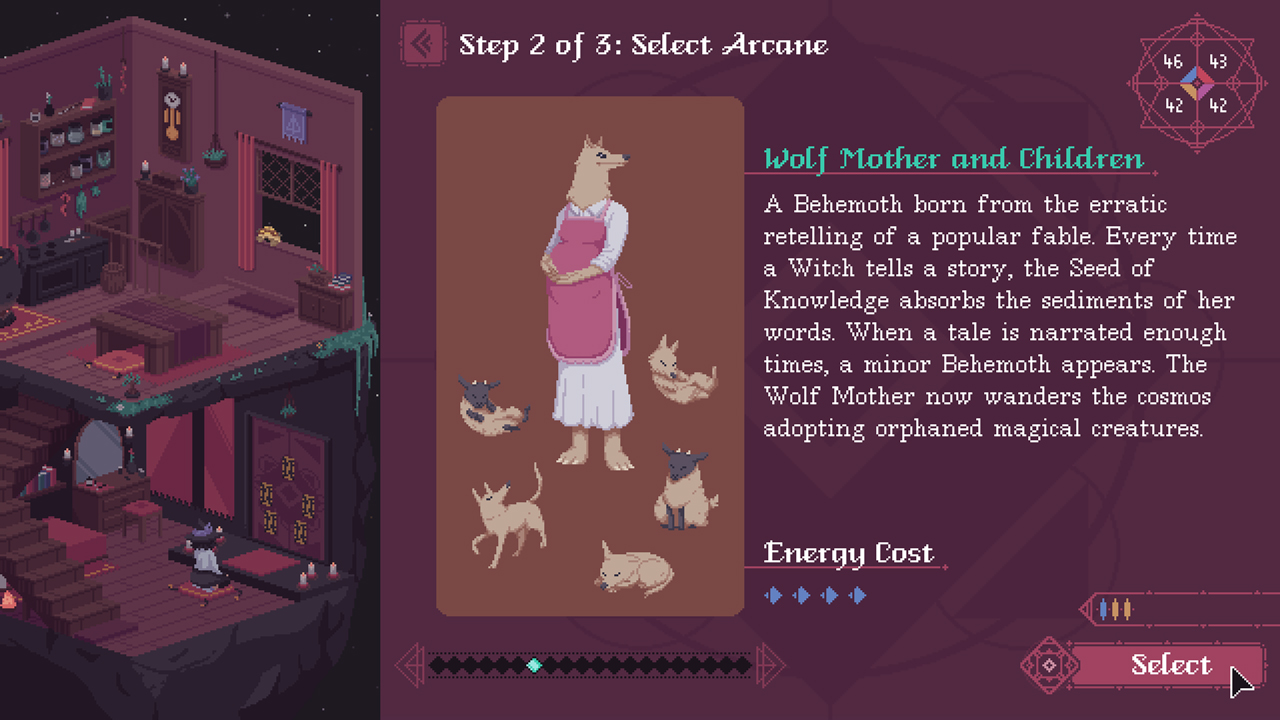 Step 2 of 3: Select Arcane
46 43
42 42
Wolf Mother and Children
A Behemoth born from the erratic
retelling of a popular fable. Every time
a Witch tells a story, the Seed of
Knowledge absorbs the sediments of her
words. When a tale is narrated enough
times, a minor Behemoth appears. The
Wolf Mother now wanders the cosmos
adopting orphaned magical creatures.
Energy Cost
Select